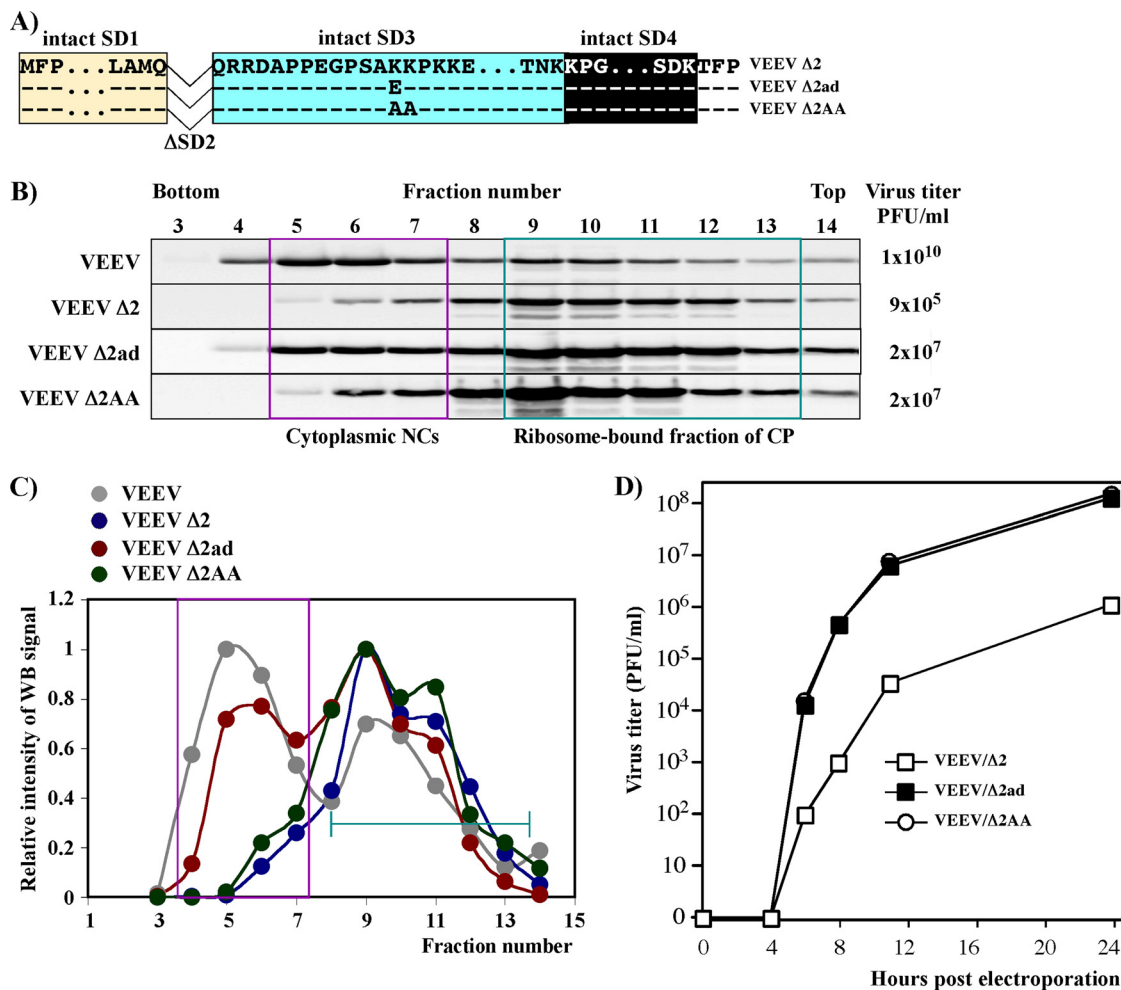 A)
intact SD1 intact SD3 intact SD4
MFP...LAMQ QRRDAPPEGPSAKKPKKE...TNKKPG...SDKTFP VEEV Δ2
---...---- ------------E-----...---------...------ VEEV Δ2ad
---...---- ------------AA----...---------...------ VEEV Δ2AA
ΔSD2
B)
Bottom Fraction number Top Virus titer
PFU/ml
3 4 5 6 7 8 9 10 11 12 13 14
VEEV 1x10¹⁰
VEEV Δ2 9x10⁵
VEEV Δ2ad 2x10⁷
VEEV Δ2AA 2x10⁷
Cytoplasmic NCs Ribosome-bound fraction of CP
C)
VEEV
VEEV Δ2
VEEV Δ2ad
VEEV Δ2AA
Relative intensity of WB signal
1.2
1
0.8
0.6
0.4
0.2
0
1 3 5 7 9 11 13 15
Fraction number
D)
Virus titer (PFU/ml)
10⁸
10⁷
10⁶
10⁵
10⁴
10³
10²
10
0
VEEV/Δ2
VEEV/Δ2ad
VEEV/Δ2AA
0 4 8 12 16 20 24
Hours post electroporation